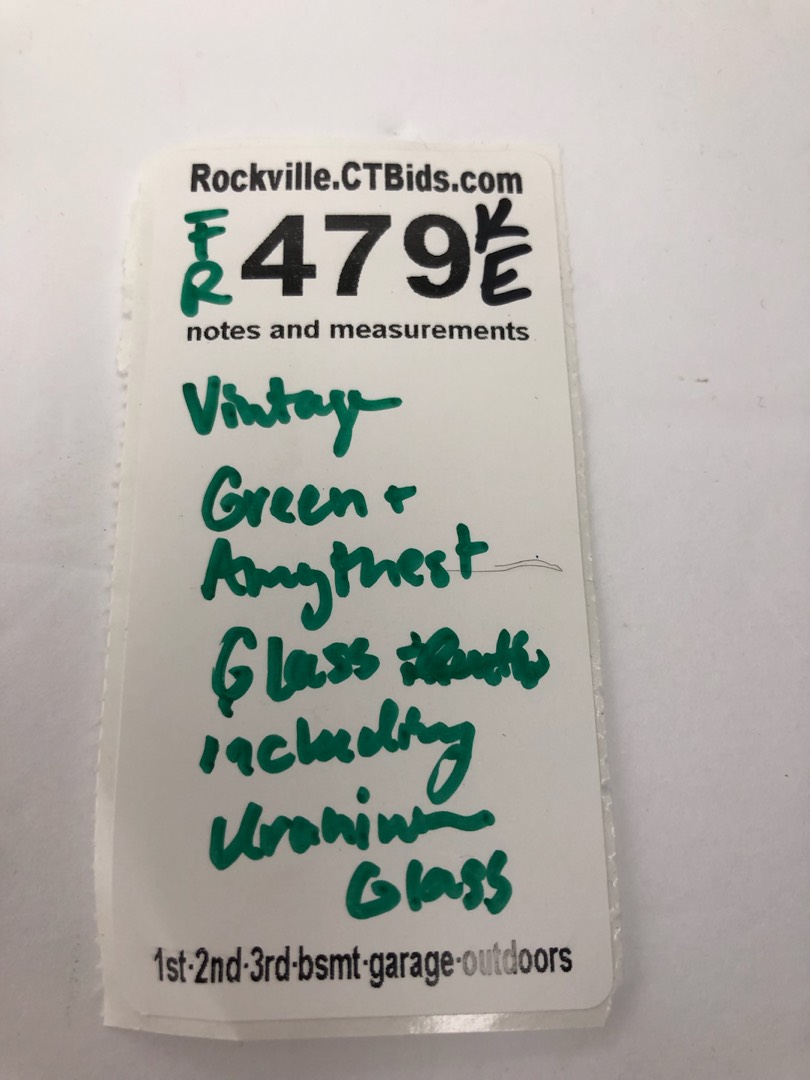 Rockville.CTBids.com
FR 479 KE
notes and measurements
Vintage
Green +
Amythest
Glass
including
Uranium
Glass
1st·2nd·3rd·bsmt·garage·outdoors